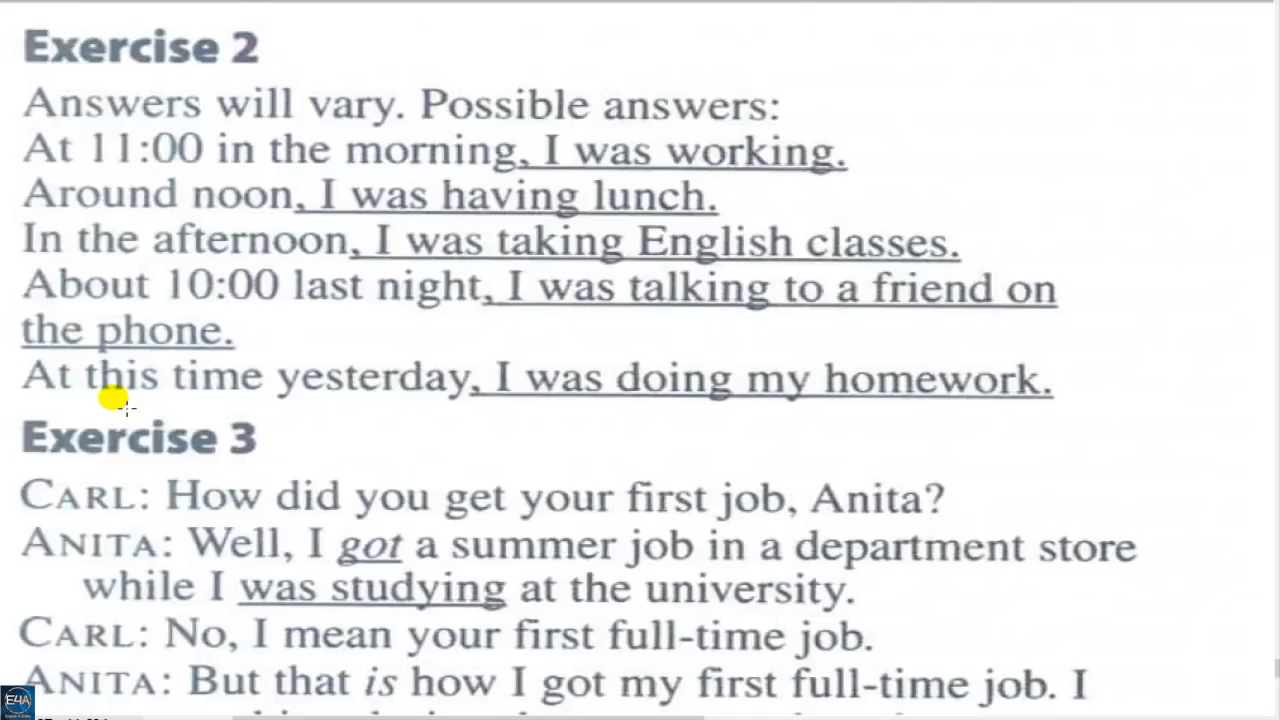 Exercise 2
Answers will vary. Possible answers:
At 11:00 in the morning, I was working.
Around noon, I was having lunch.
In the afternoon, I was taking English classes.
About 10:00 last night, I was talking to a friend on
the phone.
At this time yesterday, I was doing my homework.
Exercise 3
CARL: How did you get your first job, Anita?
ANITA: Well, I got a summer job in a department store
while I was studying at the university.
CARL: No, I mean your first full-time job.
ANITA: But that is how I got my first full-time job. I
E4A